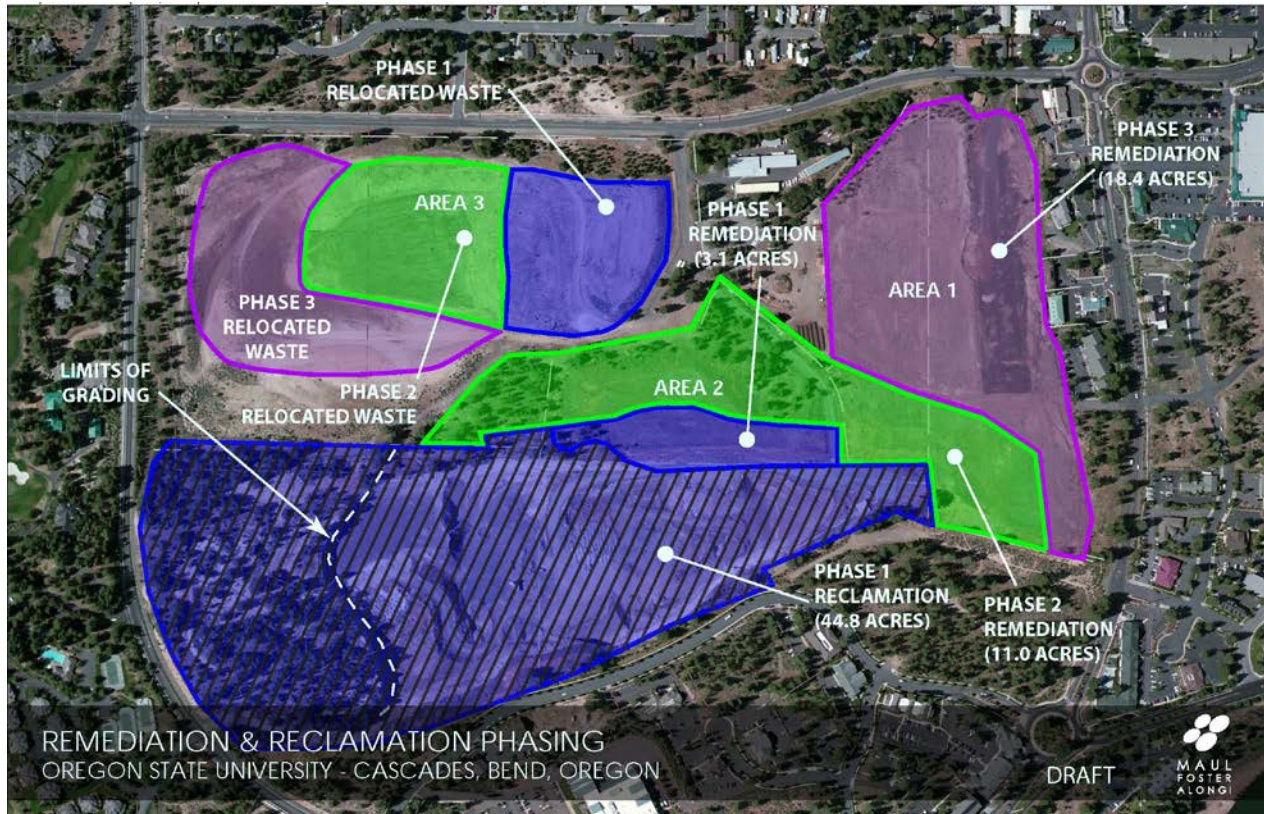 PHASE 1
RELOCATED WASTE
PHASE 3
REMEDIATION
(18.4 ACRES)
AREA 3
PHASE 1
REMEDIATION
(3.1 ACRES)
AREA 1
PHASE 3
RELOCATED
WASTE
LIMITS OF
GRADING
PHASE 2
RELOCATED WASTE
AREA 2
PHASE 1
RECLAMATION
(44.8 ACRES)
PHASE 2
REMEDIATION
(11.0 ACRES)
REMEDIATION & RECLAMATION PHASING
OREGON STATE UNIVERSITY - CASCADES, BEND, OREGON
DRAFT
MAUL
FOSTER
ALONGI